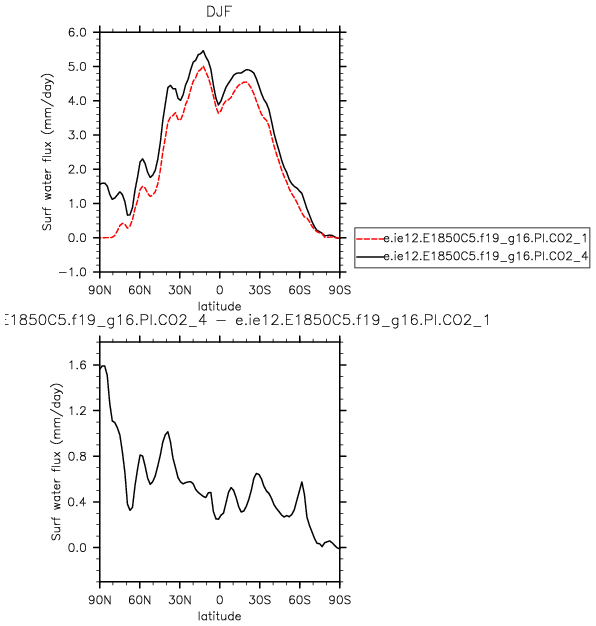 DJF
Surf water flux (mm/day)
6.0
5.0
4.0
3.0
2.0
1.0
0.0
−1.0
90N 60N 30N 0 30S 60S 90S
latitude
e.ie12.E1850C5.f19_g16.PI.CO2_1
e.ie12.E1850C5.f19_g16.PI.CO2_4
E1850C5.f19_g16.PI.CO2_4 − e.ie12.E1850C5.f19_g16.PI.CO2_1
Surf water flux (mm/day)
1.6
1.2
0.8
0.4
0.0
90N 60N 30N 0 30S 60S 90S
latitude